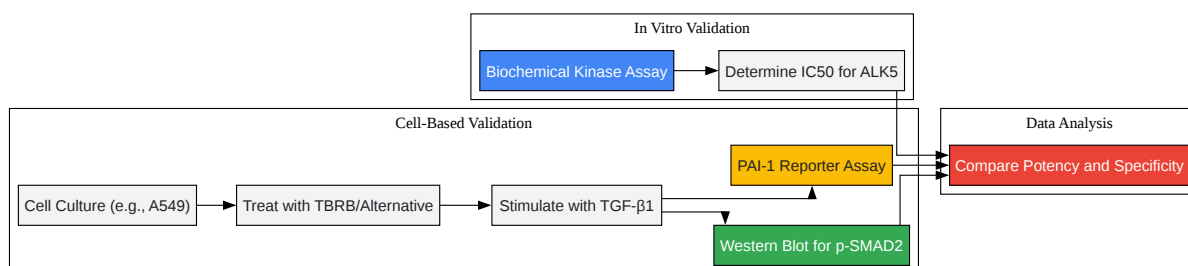 In Vitro Validation
Biochemical Kinase Assay
Determine IC50 for ALK5
Cell-Based Validation
Data Analysis
PAI-1 Reporter Assay
Compare Potency and Specificity
Cell Culture (e.g., A549)
Treat with TBRB/Alternative
Stimulate with TGF-β1
Western Blot for p-SMAD2